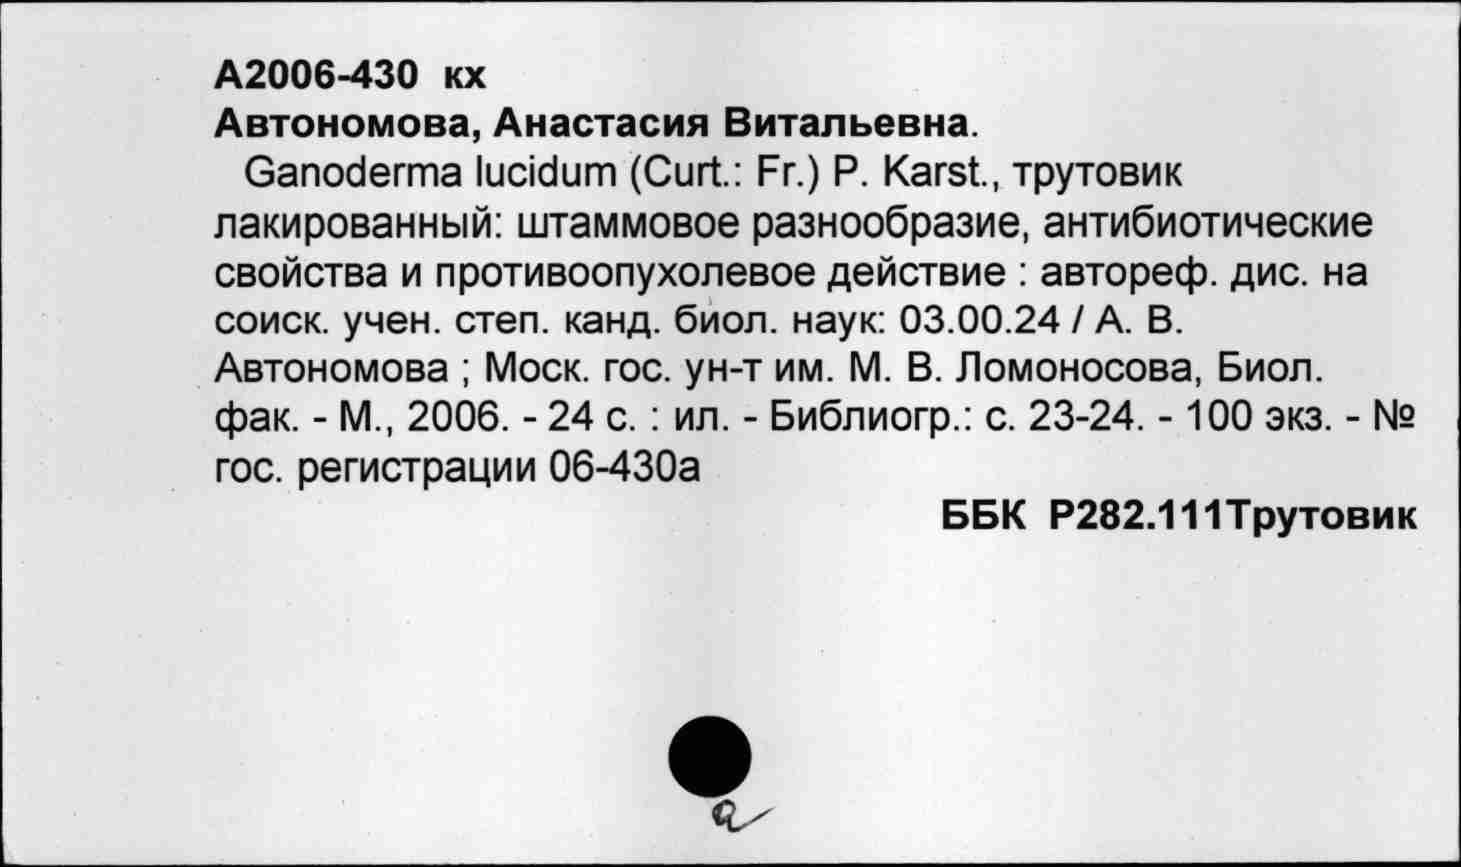 А2006-430 кх
Автономова, Анастасия Витальевна.
Ganoderma lucidum (Curt.: Fr.) P. Karst., трутовик
лакированный: штаммовое разнообразие, антибиотические
свойства и противоопухолевое действие : автореф. дис. на
соиск. учен. степ. канд. биол. наук: 03.00.24 / А. В.
Автономова ; Моск. гос. ун-т им. М. В. Ломоносова, Биол.
фак. - М., 2006. - 24 с. : ил. - Библиогр.: с. 23-24. - 100 экз. - №
гос. регистрации 06-430а
ББК Р282.111Трутовик
а